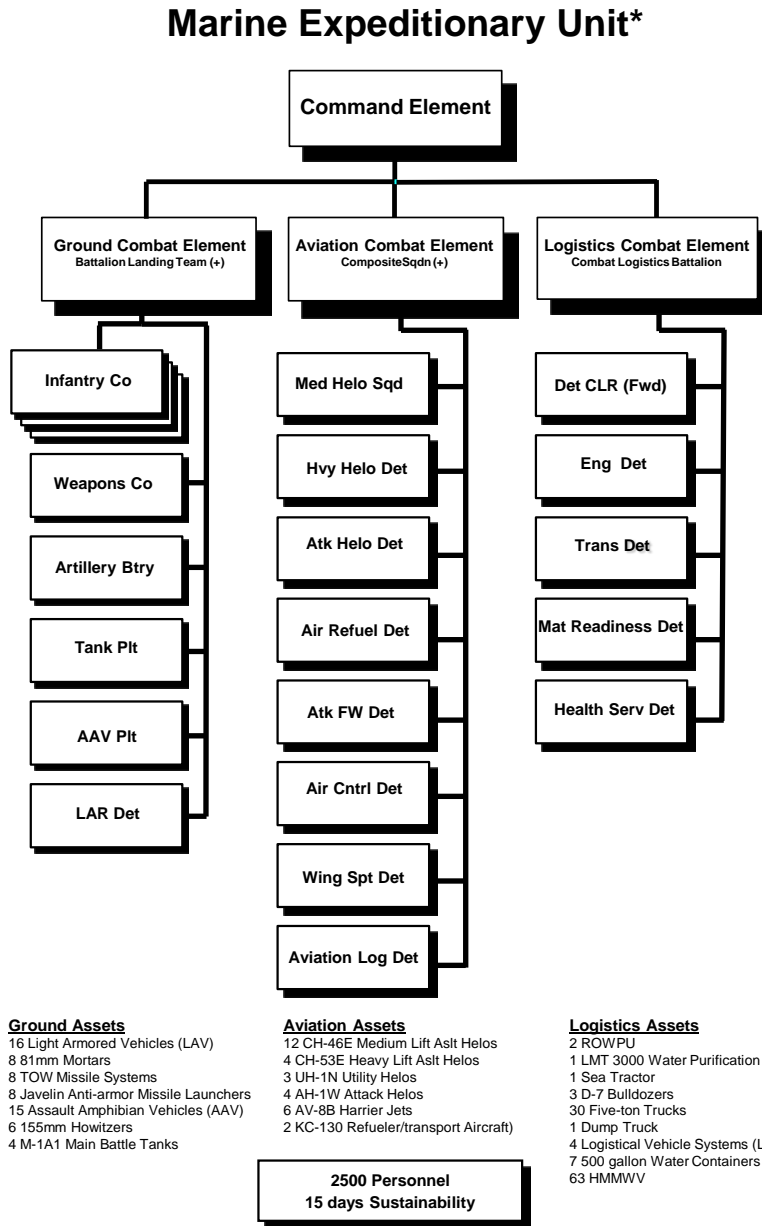 Marine Expeditionary Unit*
Command Element
Ground Combat Element
Battalion Landing Team (+)
Aviation Combat Element
CompositeSqdn (+)
Logistics Combat Element
Combat Logistics Battalion
Infantry Co
Weapons Co
Artillery Btry
Tank Plt
AAV Plt
LAR Det
Med Helo Sqd
Hvy Helo Det
Atk Helo Det
Air Refuel Det
Atk FW Det
Air Cntrl Det
Wing Spt Det
Aviation Log Det
Det CLR (Fwd)
Eng Det
Trans Det
Mat Readiness Det
Health Serv Det
Ground Assets
16 Light Armored Vehicles (LAV)
8 81mm Mortars
8 TOW Missile Systems
8 Javelin Anti-armor Missile Launchers
15 Assault Amphibian Vehicles (AAV)
6 155mm Howitzers
4 M-1A1 Main Battle Tanks
Aviation Assets
12 CH-46E Medium Lift Aslt Helos
4 CH-53E Heavy Lift Aslt Helos
3 UH-1N Utility Helos
4 AH-1W Attack Helos
6 AV-8B Harrier Jets
2 KC-130 Refueler/transport Aircraft)
Logistics Assets
2 ROWPU
1 LMT 3000 Water Purification
1 Sea Tractor
3 D-7 Bulldozers
30 Five-ton Trucks
1 Dump Truck
4 Logistical Vehicle Systems (L
7 500 gallon Water Containers
63 HMMWV
2500 Personnel
15 days Sustainability